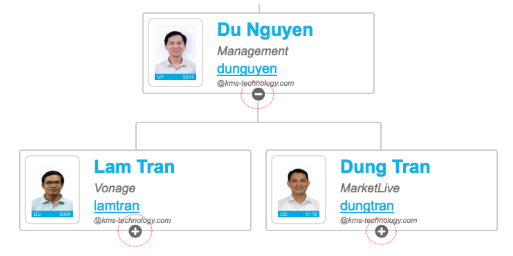 Du Nguyen
Management
dunguyen
@kms-technology.com
Lam Tran
Vonage
lamtran
@kms-technology.com
Dung Tran
MarketLive
dungtran
@kms-technology.com